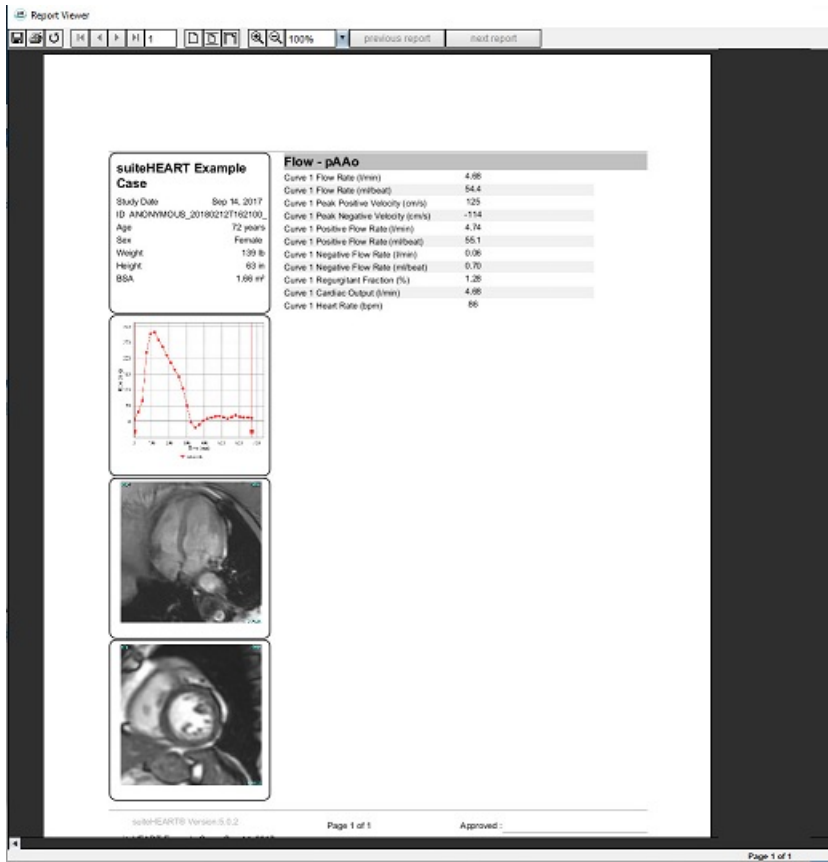 Report Viewer
1
100%
previous report
next report
suiteHEART Example
Case
Study Date Sep 14, 2017
ID ANONYMOUS_20180212T162100_
Age 72 years
Sex Female
Weight 139 lb
Height 63 in
BSA 1.66 m²
Flow - pAAo
Curve 1 Flow Rate (l/min) 4.68
Curve 1 Flow Rate (ml/beat) 54.4
Curve 1 Peak Positive Velocity (cm/s) 125
Curve 1 Peak Negative Velocity (cm/s) -114
Curve 1 Positive Flow Rate(l/min) 4.74
Curve 1 Positive Flow Rate(ml/beat) 55.1
Curve 1 Negative Flow Rate (l/min) 0.06
Curve 1 Negative Flow Rate (ml/beat) 0.70
Curve 1 Regurgitant Fraction (%) 1.28
Curve 1 Cardiac Output (l/min) 4.68
Curve 1 Heart Rate (bpm) 86
suiteHEART® Version 5.0.2
Page 1 of 1
Approved :
Page 1 of 1